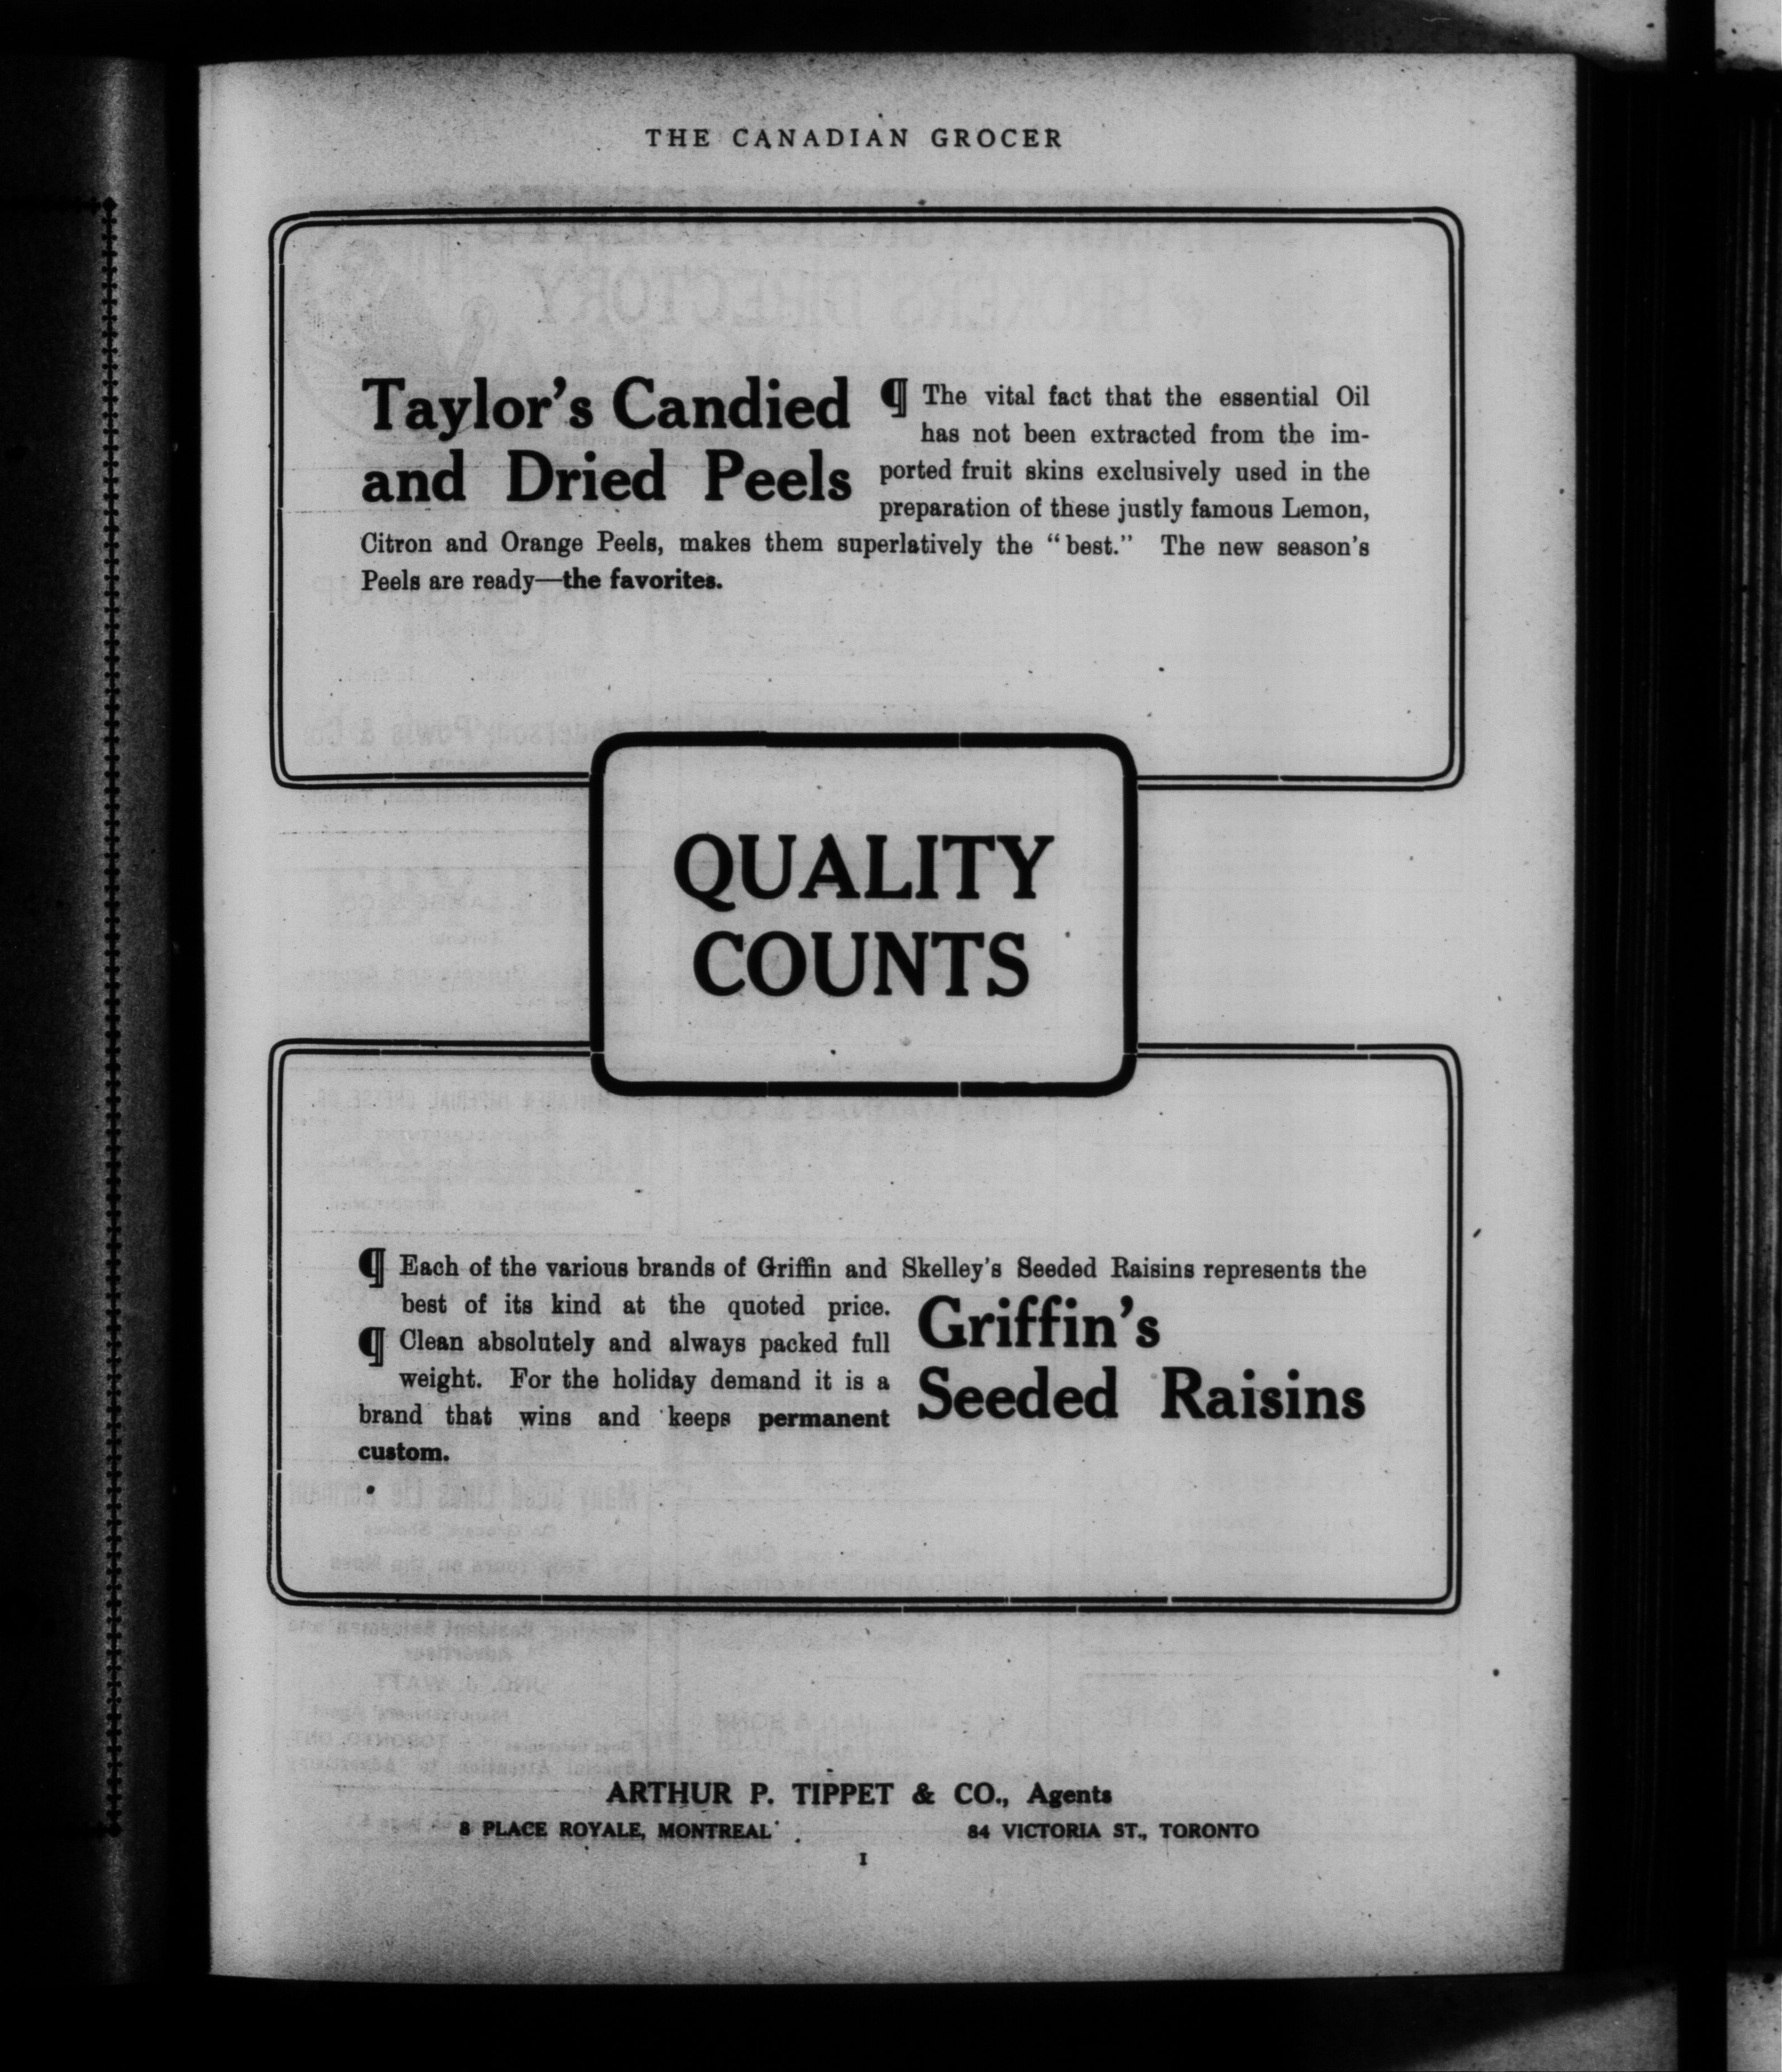 THE CANADIAN GROCER
Taylor's Candied
and Dried Peels
¶ The vital fact that the essential Oil
has not been extracted from the im-
ported fruit skins exclusively used in the
preparation of these justly famous Lemon,
Citron and Orange Peels, makes them superlatively the "best." The new season's
Peels are ready—the favorites.
QUALITY
COUNTS
¶ Each of the various brands of Griffin and Skelley's Seeded Raisins represents the
best of its kind at the quoted price.
¶ Clean absolutely and always packed full
weight. For the holiday demand it is a
brand that wins and keeps permanent
custom.
Griffin's
Seeded Raisins
ARTHUR P. TIPPET & CO., Agents
8 PLACE ROYALE, MONTREAL 84 VICTORIA ST., TORONTO
1